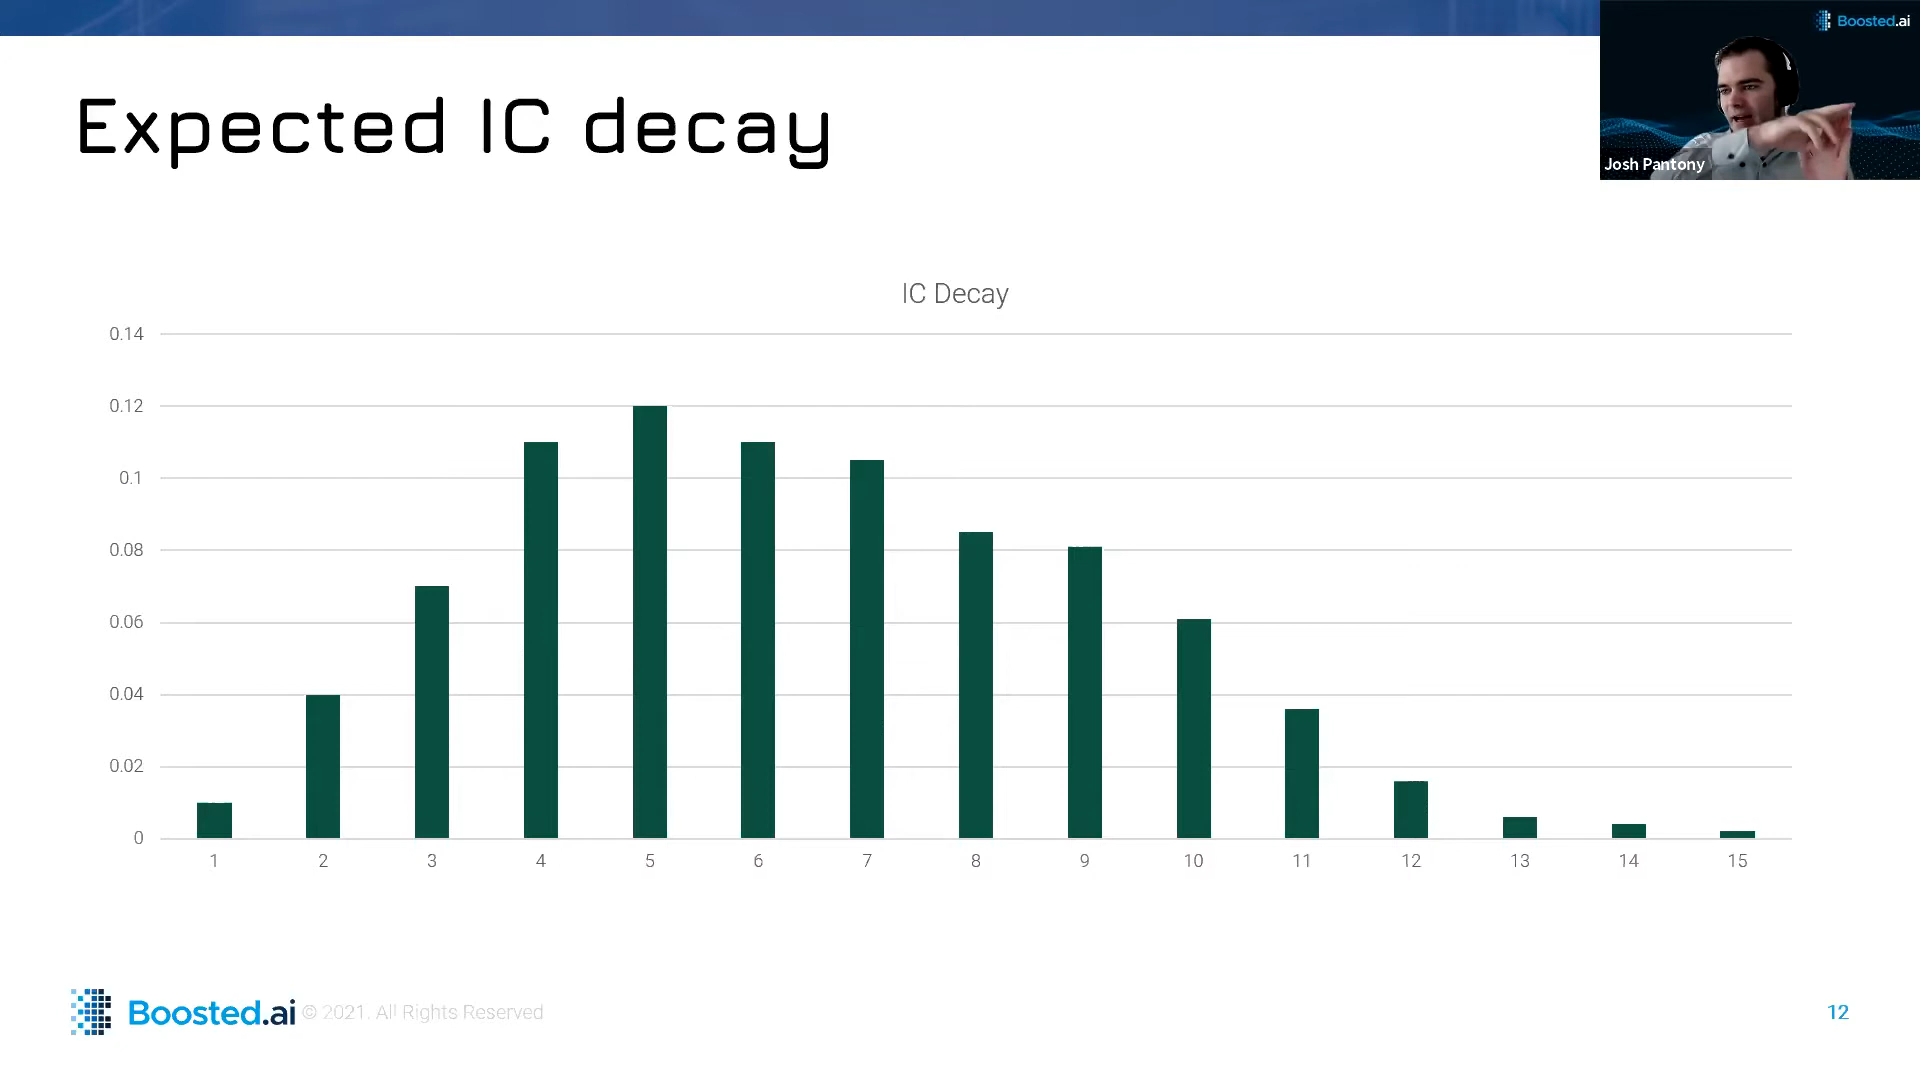 Boosted.ai
Josh Pantony
Expected IC decay
IC Decay
0.14
0.12
0.1
0.08
0.06
0.04
0.02
0
1 2 3 4 5 6 7 8 9 10 11 12 13 14 15
Boosted.ai © 2021. All Rights Reserved
12